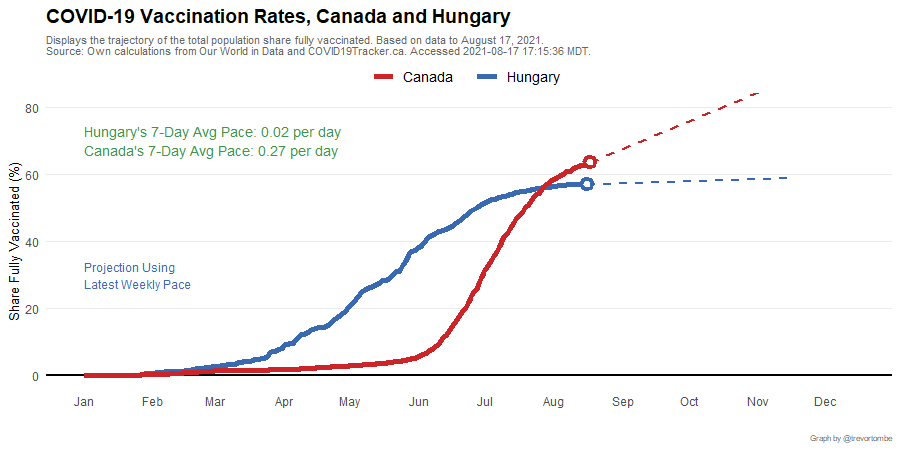 COVID-19 Vaccination Rates, Canada and Hungary
Displays the trajectory of the total population share fully vaccinated. Based on data to August 17, 2021.
Source: Own calculations from Our World in Data and COVID19Tracker.ca. Accessed 2021-08-17 17:15:36 MDT.
Canada Hungary
Share Fully Vaccinated (%)
80
60
40
20
0
Hungary's 7-Day Avg Pace: 0.02 per day
Canada's 7-Day Avg Pace: 0.27 per day
Projection Using
Latest Weekly Pace
Jan Feb Mar Apr May Jun Jul Aug Sep Oct Nov Dec
Graph by @trevortombe